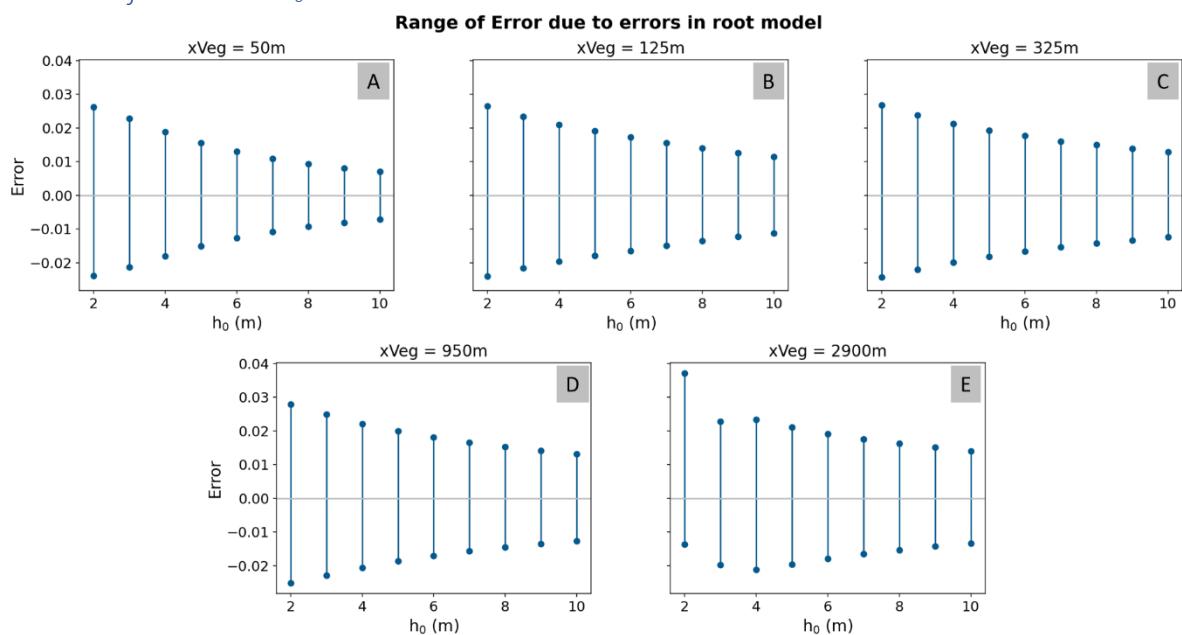 Range of Error due to errors in root model
xVeg = 50m
xVeg = 125m
xVeg = 325m
A
B
C
0.04
0.03
0.02
0.01
0.00
−0.01
−0.02
Error
2 4 6 8 10
2 4 6 8 10
2 4 6 8 10
h₀ (m)
h₀ (m)
h₀ (m)
xVeg = 950m
xVeg = 2900m
D
E
0.04
0.03
0.02
0.01
0.00
−0.01
−0.02
Error
2 4 6 8 10
2 4 6 8 10
h₀ (m)
h₀ (m)